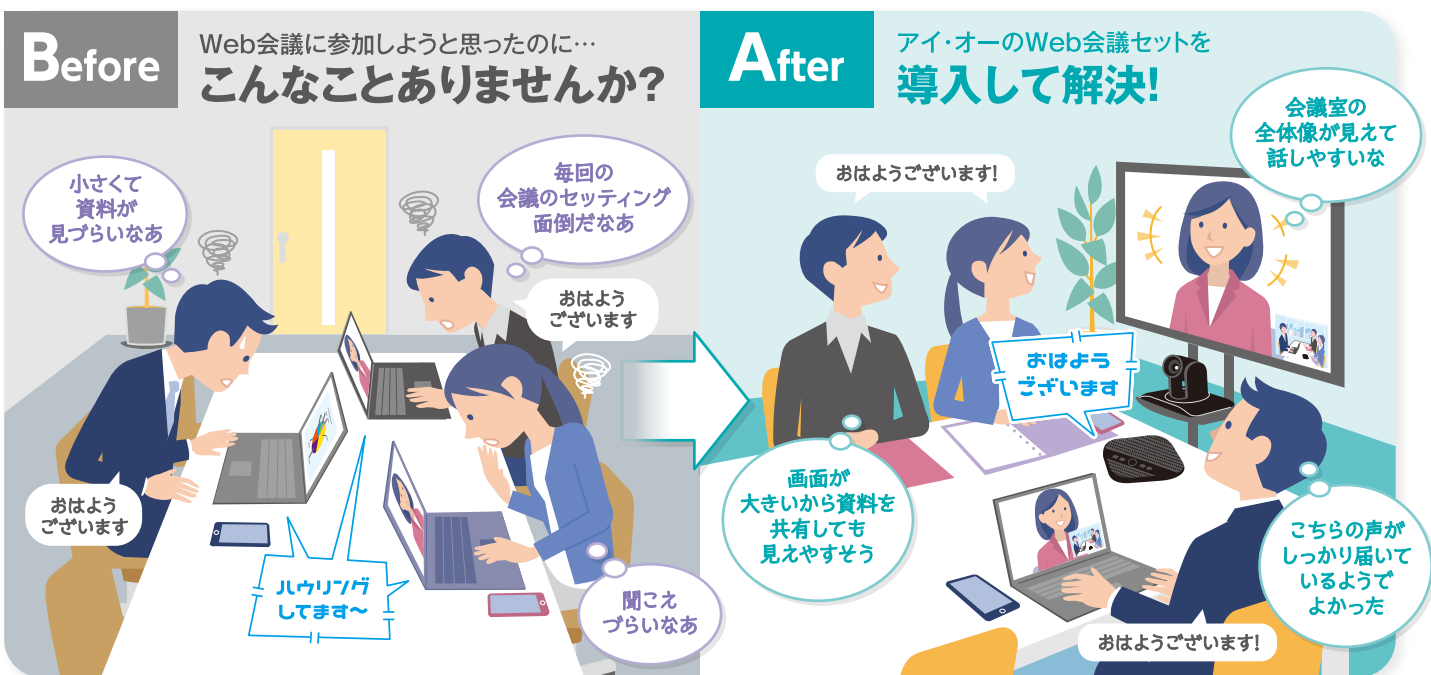 Before
Web会議に参加しようと思ったのに…
こんなことありませんか?
小さくて
資料が
見づらいなあ
毎回の
会議のセッティング
面倒だなあ
おはよう
ございます
おはよう
ございます
ハウリング
してます～
聞こえ
づらいなあ
After
アイ・オーのWeb会議セットを
導入して解決!
会議室の
全体像が見えて
話しやすいな
おはようございます!
おはよう
ございます
画面が
大きいから資料を
共有しても
見えやすそう
こちらの声が
しっかり届いて
いるようで
よかった
おはようございます!